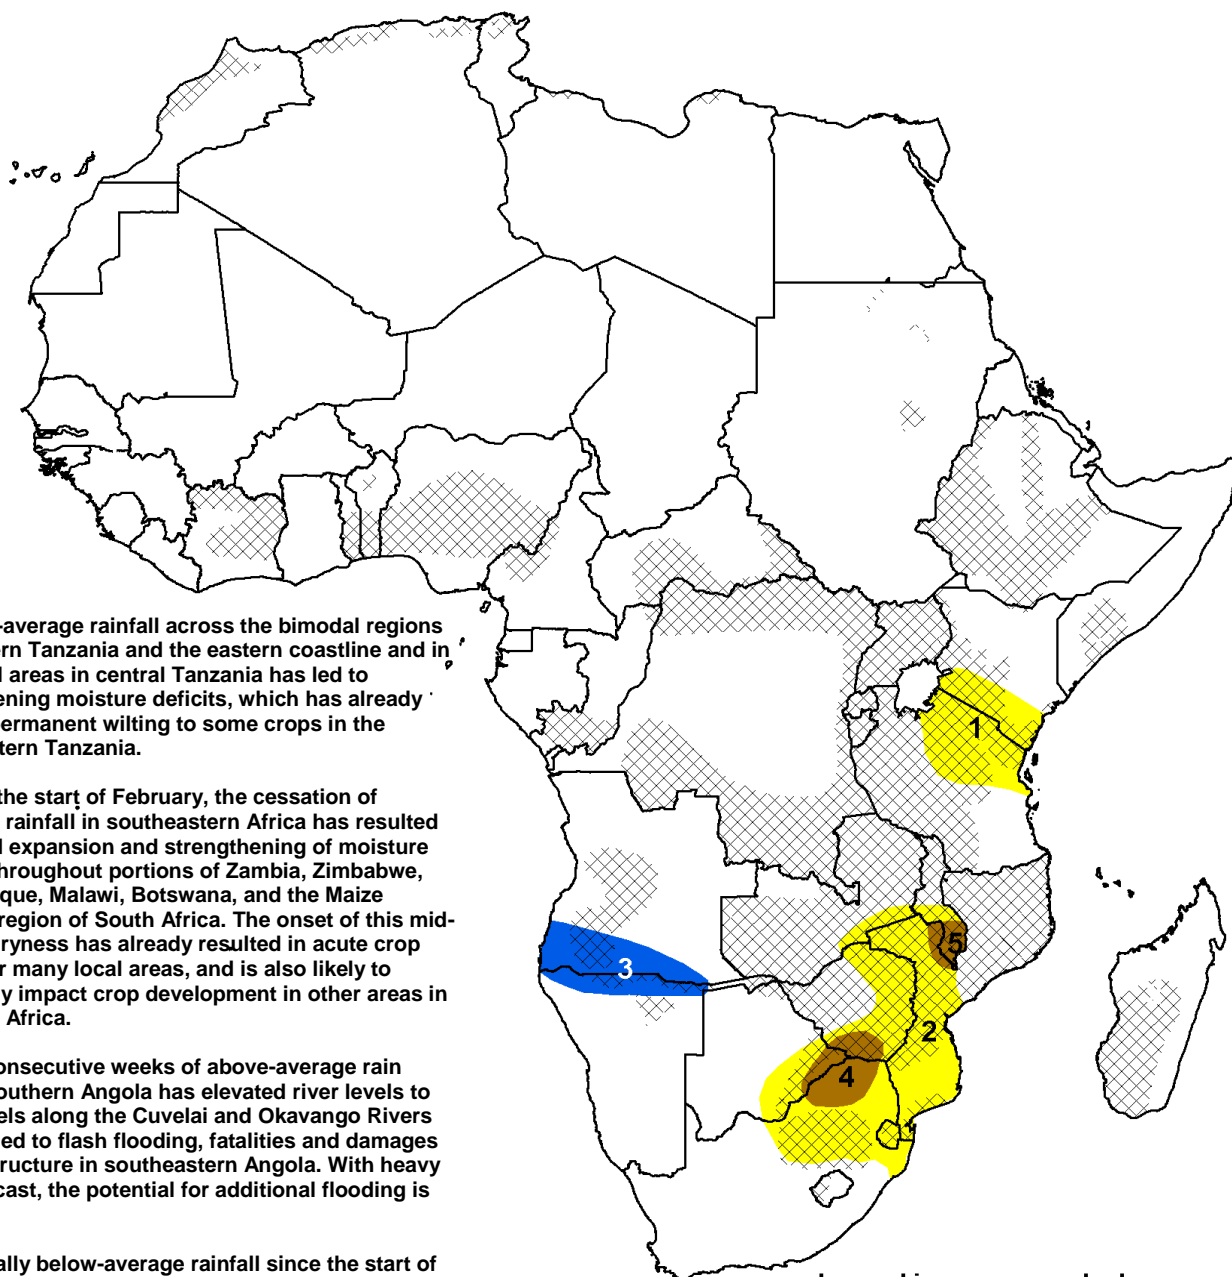 -average rainfall across the bimodal regions
ern Tanzania and the eastern coastline and in
l areas in central Tanzania has led to
ening moisture deficits, which has already
permanent wilting to some crops in the
tern Tanzania.
the start of February, the cessation of
rainfall in southeastern Africa has resulted
d expansion and strengthening of moisture
hroughout portions of Zambia, Zimbabwe,
que, Malawi, Botswana, and the Maize
region of South Africa. The onset of this mid-
ryness has already resulted in acute crop
r many local areas, and is also likely to
y impact crop development in other areas in
Africa.
onsecutive weeks of above-average rain
outhern Angola has elevated river levels to
els along the Cuvelai and Okavango Rivers
led to flash flooding, fatalities and damages
structure in southeastern Angola. With heavy
cast, the potential for additional flooding is
ally below-average rainfall since the start of
1
2
3
4
5